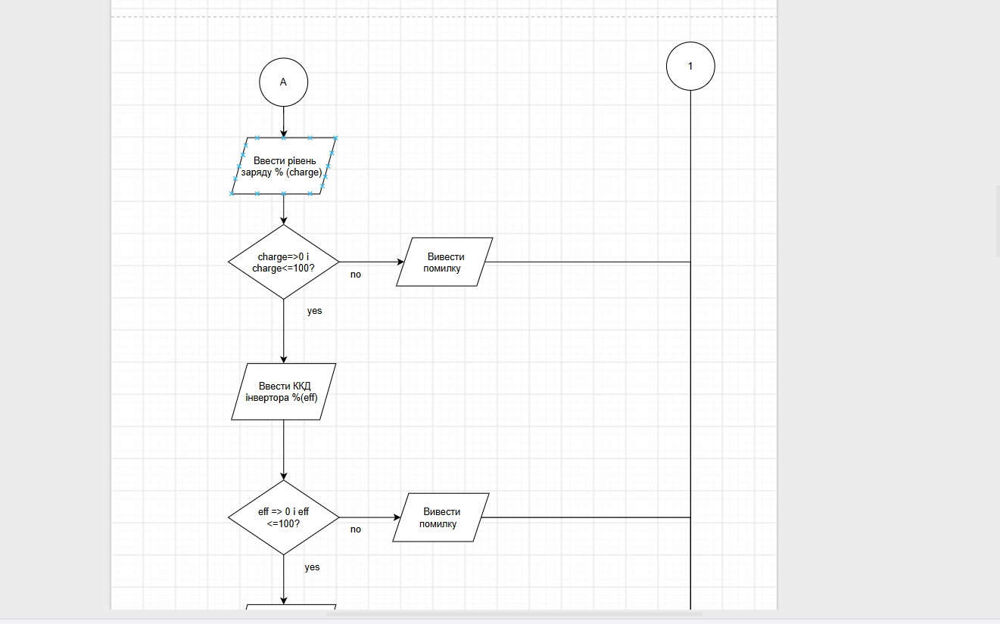 A
1
Ввести рівень
заряду % (charge)
charge=>0 і
charge<=100?
no
Вивести
помилку
yes
Ввести ККД
інвертора %(eff)
eff => 0 і eff
<=100?
no
Вивести
помилку
yes